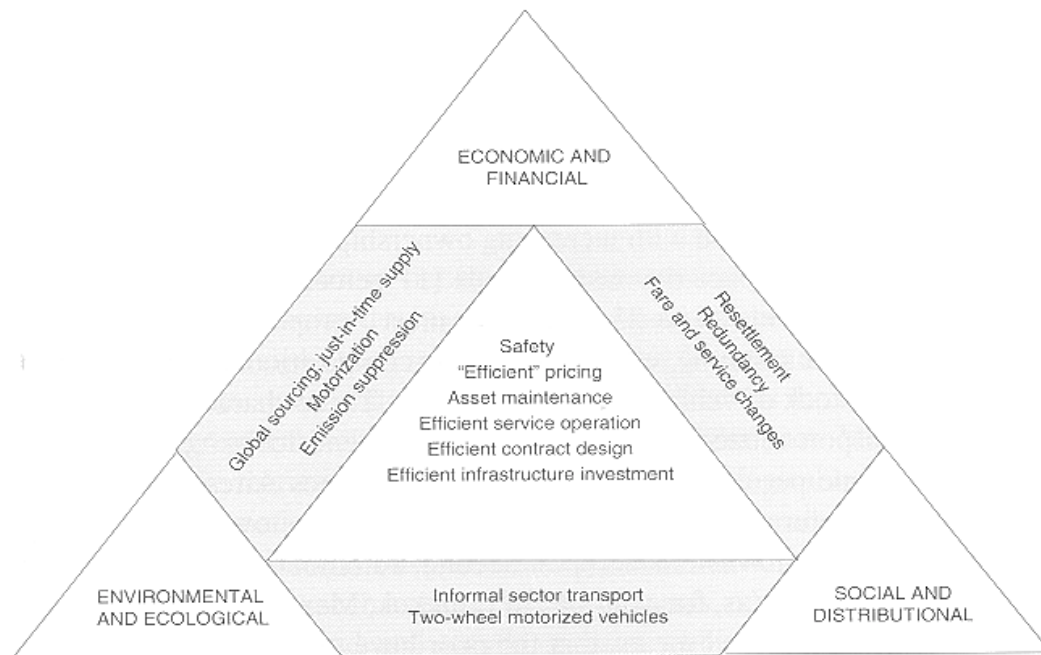 ECONOMIC AND
FINANCIAL
Global sourcing; just-in-time supply
Motorization
Emission suppression
Resettlement
Redundancy
Fare and service changes
Safety
"Efficient" pricing
Asset maintenance
Efficient service operation
Efficient contract design
Efficient infrastructure investment
ENVIRONMENTAL
AND ECOLOGICAL
Informal sector transport
Two-wheel motorized vehicles
SOCIAL AND
DISTRIBUTIONAL